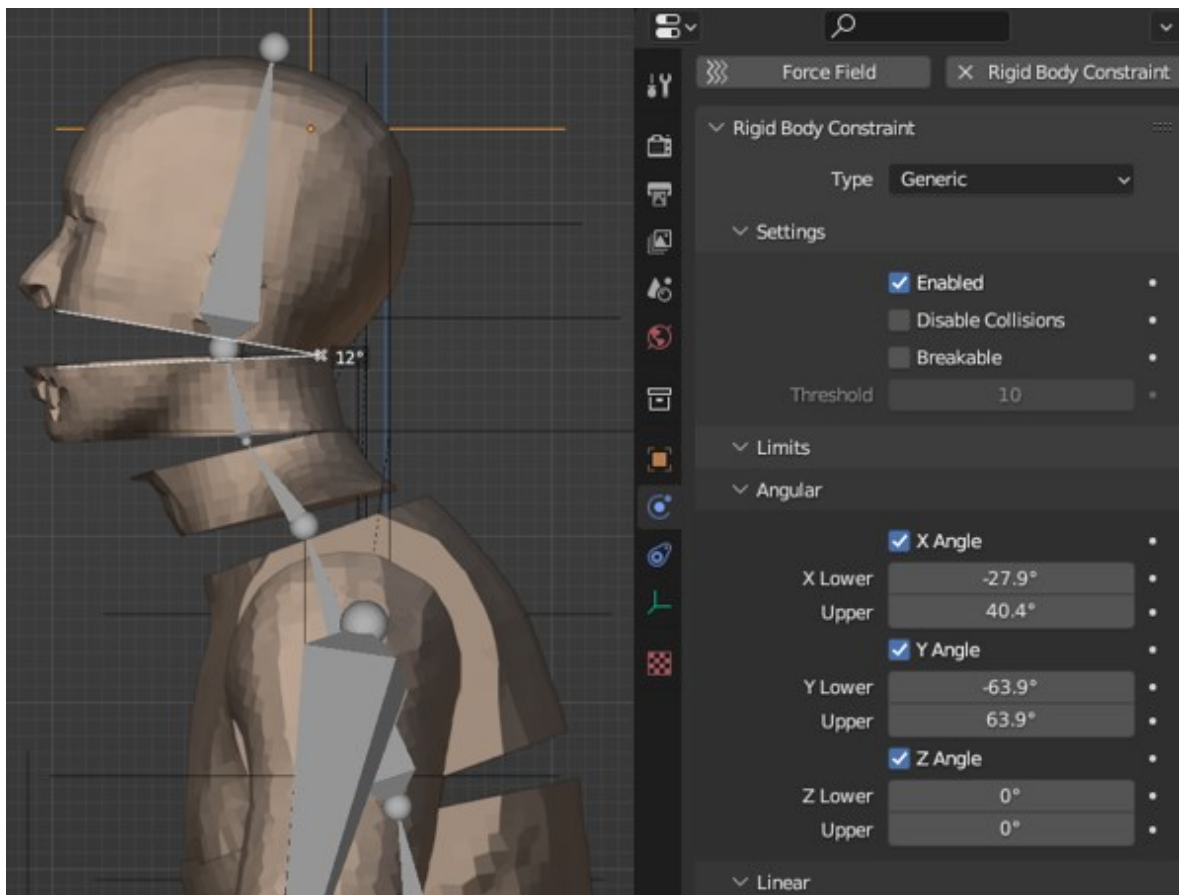 Force Field
Rigid Body Constraint
Rigid Body Constraint
Type Generic
Settings
Enabled
Disable Collisions
Breakable
Threshold 10
12°
Limits
Angular
X Angle
X Lower -27.9°
Upper 40.4°
Y Angle
Y Lower -63.9°
Upper 63.9°
Z Angle
Z Lower 0°
Upper 0°
Linear